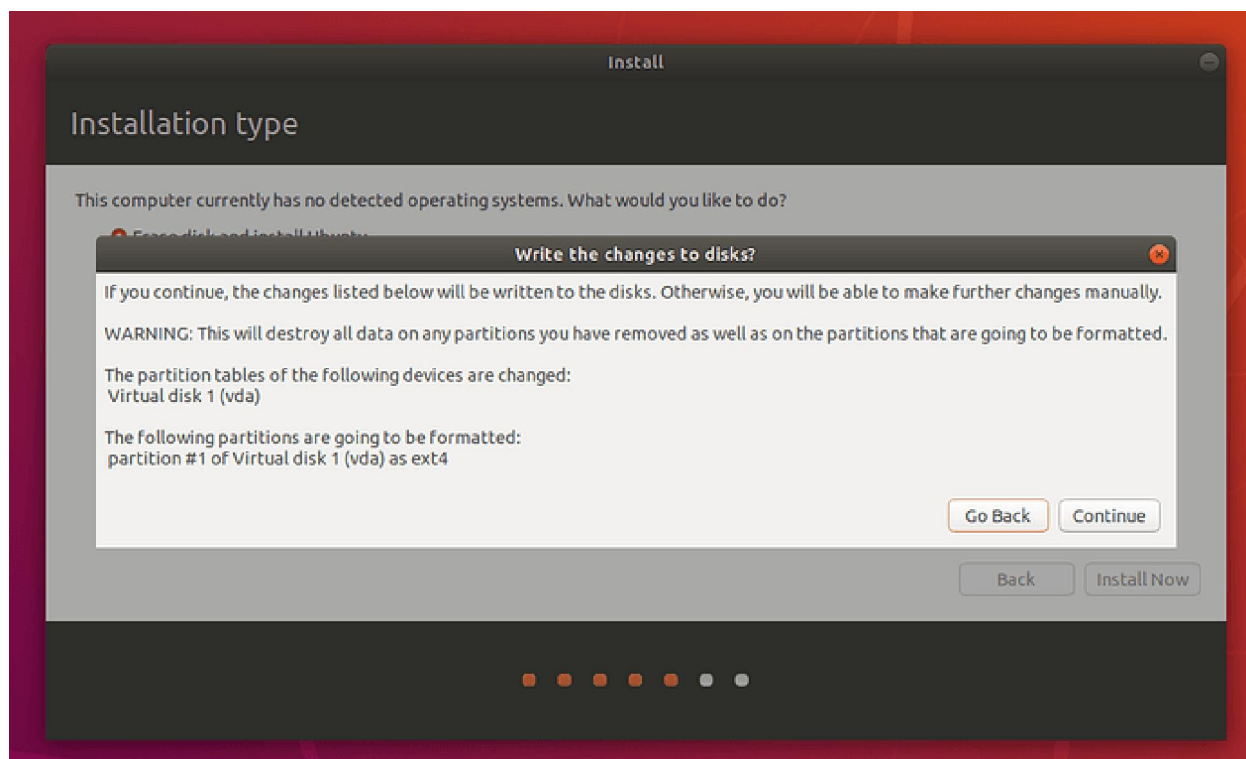 Install
Installation type
This computer currently has no detected operating systems. What would you like to do?
Erase disk and install Ubuntu
Write the changes to disks?
If you continue, the changes listed below will be written to the disks. Otherwise, you will be able to make further changes manually.
WARNING: This will destroy all data on any partitions you have removed as well as on the partitions that are going to be formatted.
The partition tables of the following devices are changed:
Virtual disk 1 (vda)
The following partitions are going to be formatted:
partition #1 of Virtual disk 1 (vda) as ext4
Go Back Continue
Back Install Now